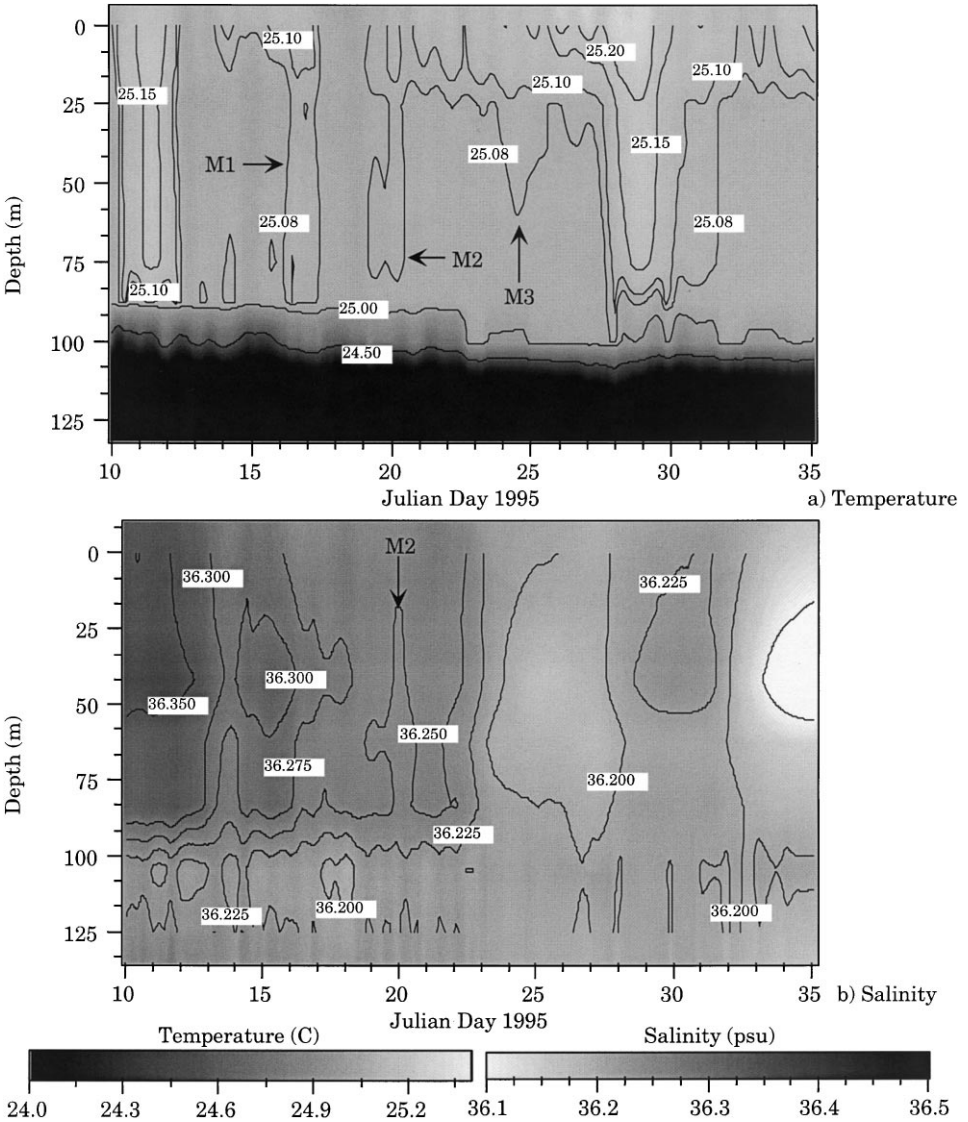 0
25
50
75
100
125
Depth (m)
25.10
25.20
25.10
25.10
25.15
25.15
25.08
M1
25.08
25.08
M2
M3
25.10
25.00
24.50
10 15 20 25 30 35
Julian Day 1995
a) Temperature
M2
0
25
50
75
100
125
Depth (m)
36.300
36.225
36.300
36.350
36.250
36.275
36.200
36.225
36.225
36.200
36.200
10 15 20 25 30 35
Julian Day 1995
b) Salinity
Temperature (C)
24.0 24.3 24.6 24.9 25.2
Salinity (psu)
36.1 36.2 36.3 36.4 36.5